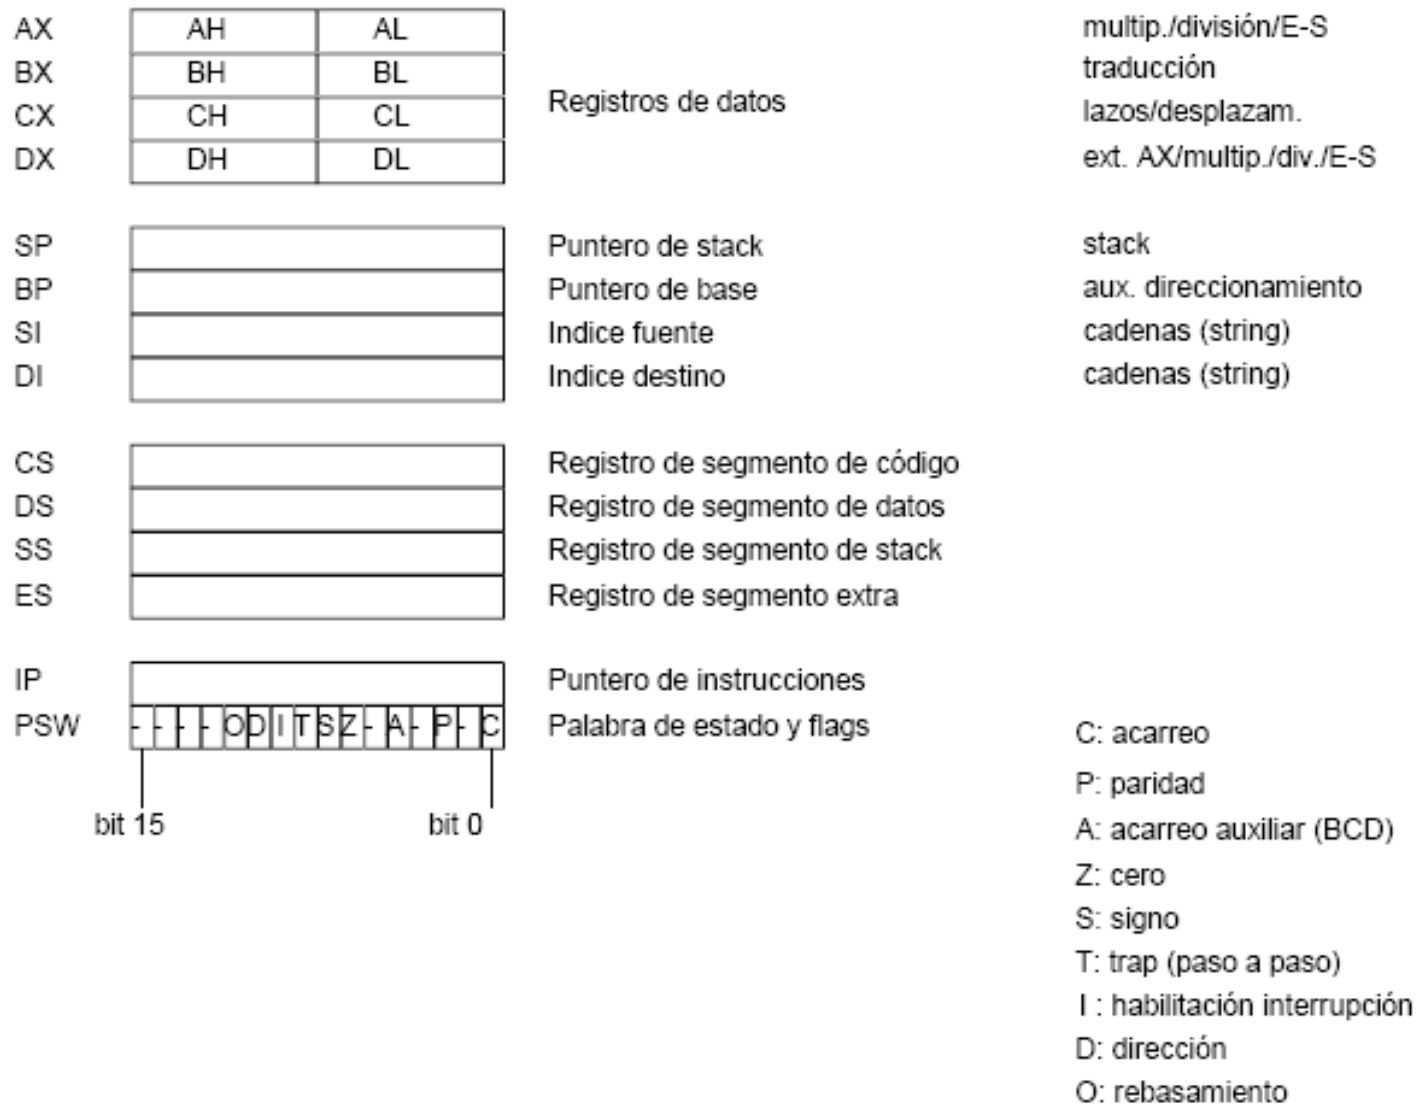 AX AH AL multip./división/E-S
BX BH BL traducción
Registros de datos
CX CH CL lazos/desplazam.
DX DH DL ext. AX/multip./div./E-S
SP Puntero de stack stack
BP Puntero de base aux. direccionamiento
SI Indice fuente cadenas (string)
DI Indice destino cadenas (string)
CS Registro de segmento de código
DS Registro de segmento de datos
SS Registro de segmento de stack
ES Registro de segmento extra
IP Puntero de instrucciones
PSW - - - - O D I T S Z - A - P - C Palabra de estado y flags
bit 15 bit 0
C: acarreo
P: paridad
A: acarreo auxiliar (BCD)
Z: cero
S: signo
T: trap (paso a paso)
I : habilitación interrupción
D: dirección
O: rebasamiento